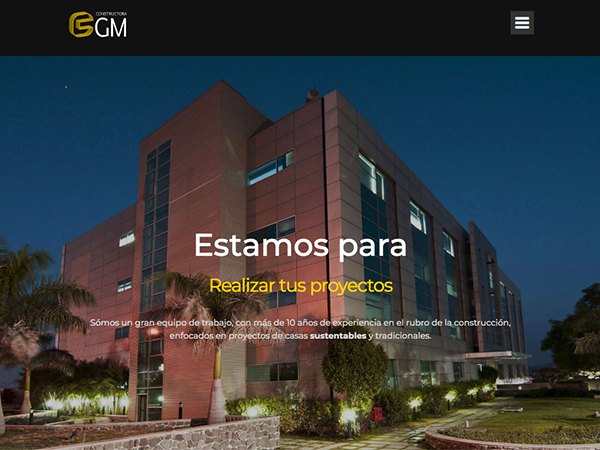 CONSTRUCTORA
GM
Estamos para
Realizar tus proyectos
Sómos un gran equipo de trabajo, con más de 10 años de experiencia en el rubro de la construcción,
enfocados en proyectos de casas sustentables y tradicionales.